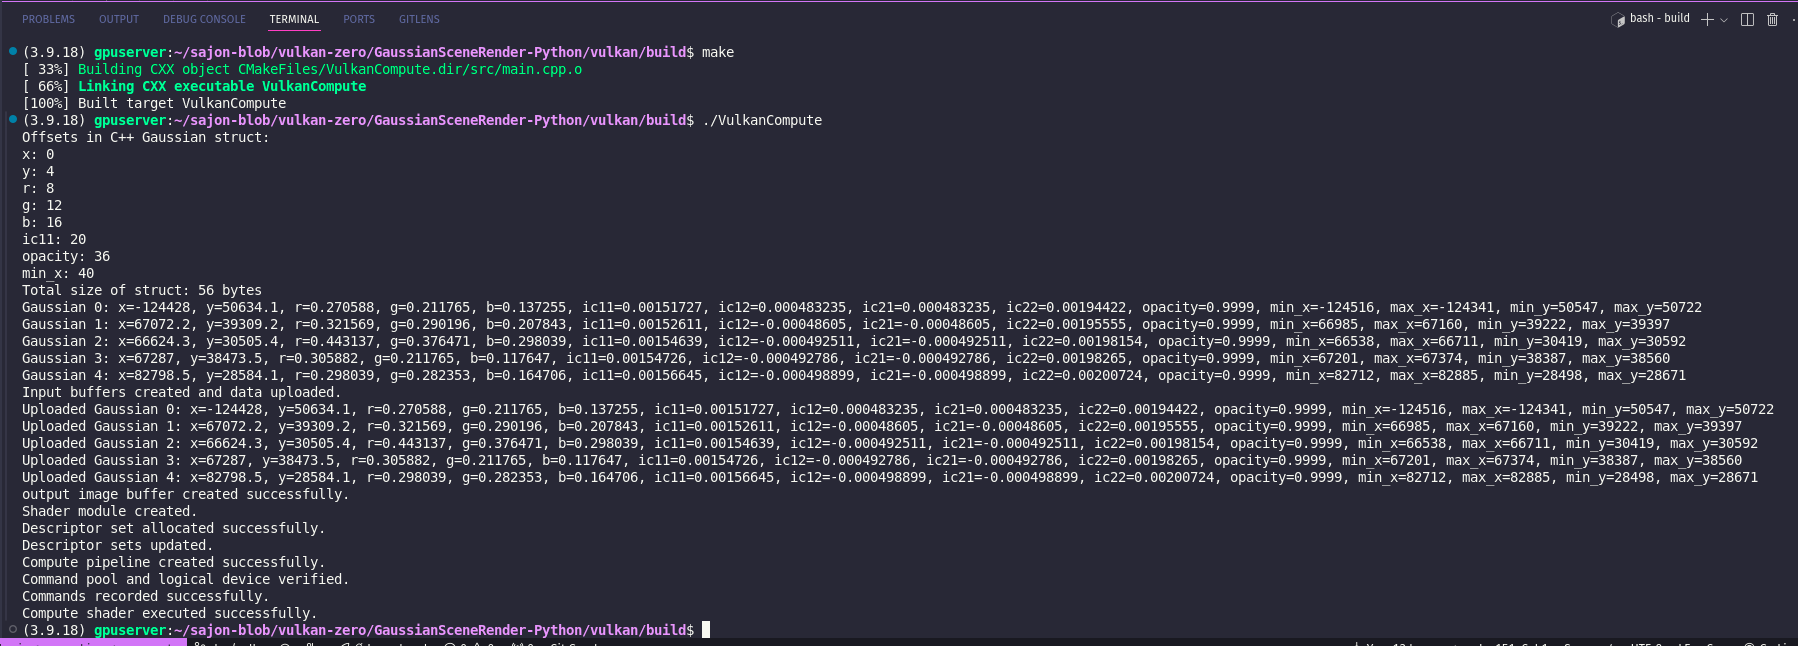 PROBLEMS OUTPUT DEBUG CONSOLE TERMINAL PORTS GITLENS bash - build
(3.9.18) gpuserver:~/sajon-blob/vulkan-zero/GaussianSceneRender-Python/vulkan/build$ make
[ 33%] Building CXX object CMakeFiles/VulkanCompute.dir/src/main.cpp.o
[ 66%] Linking CXX executable VulkanCompute
[100%] Built target VulkanCompute
(3.9.18) gpuserver:~/sajon-blob/vulkan-zero/GaussianSceneRender-Python/vulkan/build$ ./VulkanCompute
Offsets in C++ Gaussian struct:
x: 0
y: 4
r: 8
g: 12
b: 16
ic11: 20
opacity: 36
min_x: 40
Total size of struct: 56 bytes
Gaussian 0: x=-124428, y=50634.1, r=0.270588, g=0.211765, b=0.137255, ic11=0.00151727, ic12=0.000483235, ic21=0.000483235, ic22=0.00194422, opacity=0.9999, min_x=-124516, max_x=-124341, min_y=50547, max_y=50722
Gaussian 1: x=67072.2, y=39309.2, r=0.321569, g=0.290196, b=0.207843, ic11=0.00152611, ic12=-0.00048605, ic21=-0.00048605, ic22=0.00195555, opacity=0.9999, min_x=66985, max_x=67160, min_y=39222, max_y=39397
Gaussian 2: x=66624.3, y=30505.4, r=0.443137, g=0.376471, b=0.298039, ic11=0.00154639, ic12=-0.000492511, ic21=-0.000492511, ic22=0.00198154, opacity=0.9999, min_x=66538, max_x=66711, min_y=30419, max_y=30592
Gaussian 3: x=67287, y=38473.5, r=0.305882, g=0.211765, b=0.117647, ic11=0.00154726, ic12=-0.000492786, ic21=-0.000492786, ic22=0.00198265, opacity=0.9999, min_x=67201, max_x=67374, min_y=38387, max_y=38560
Gaussian 4: x=82798.5, y=28584.1, r=0.298039, g=0.282353, b=0.164706, ic11=0.00156645, ic12=-0.000498899, ic21=-0.000498899, ic22=0.00200724, opacity=0.9999, min_x=82712, max_x=82885, min_y=28498, max_y=28671
Input buffers created and data uploaded.
Uploaded Gaussian 0: x=-124428, y=50634.1, r=0.270588, g=0.211765, b=0.137255, ic11=0.00151727, ic12=0.000483235, ic21=0.000483235, ic22=0.00194422, opacity=0.9999, min_x=-124516, max_x=-124341, min_y=50547, max_y=50722
Uploaded Gaussian 1: x=67072.2, y=39309.2, r=0.321569, g=0.290196, b=0.207843, ic11=0.00152611, ic12=-0.00048605, ic21=-0.00048605, ic22=0.00195555, opacity=0.9999, min_x=66985, max_x=67160, min_y=39222, max_y=39397
Uploaded Gaussian 2: x=66624.3, y=30505.4, r=0.443137, g=0.376471, b=0.298039, ic11=0.00154639, ic12=-0.000492511, ic21=-0.000492511, ic22=0.00198154, opacity=0.9999, min_x=66538, max_x=66711, min_y=30419, max_y=30592
Uploaded Gaussian 3: x=67287, y=38473.5, r=0.305882, g=0.211765, b=0.117647, ic11=0.00154726, ic12=-0.000492786, ic21=-0.000492786, ic22=0.00198265, opacity=0.9999, min_x=67201, max_x=67374, min_y=38387, max_y=38560
Uploaded Gaussian 4: x=82798.5, y=28584.1, r=0.298039, g=0.282353, b=0.164706, ic11=0.00156645, ic12=-0.000498899, ic21=-0.000498899, ic22=0.00200724, opacity=0.9999, min_x=82712, max_x=82885, min_y=28498, max_y=28671
output image buffer created successfully.
Shader module created.
Descriptor set allocated successfully.
Descriptor sets updated.
Compute pipeline created successfully.
Command pool and logical device verified.
Commands recorded successfully.
Compute shader executed successfully.
(3.9.18) gpuserver:~/sajon-blob/vulkan-zero/GaussianSceneRender-Python/vulkan/build$